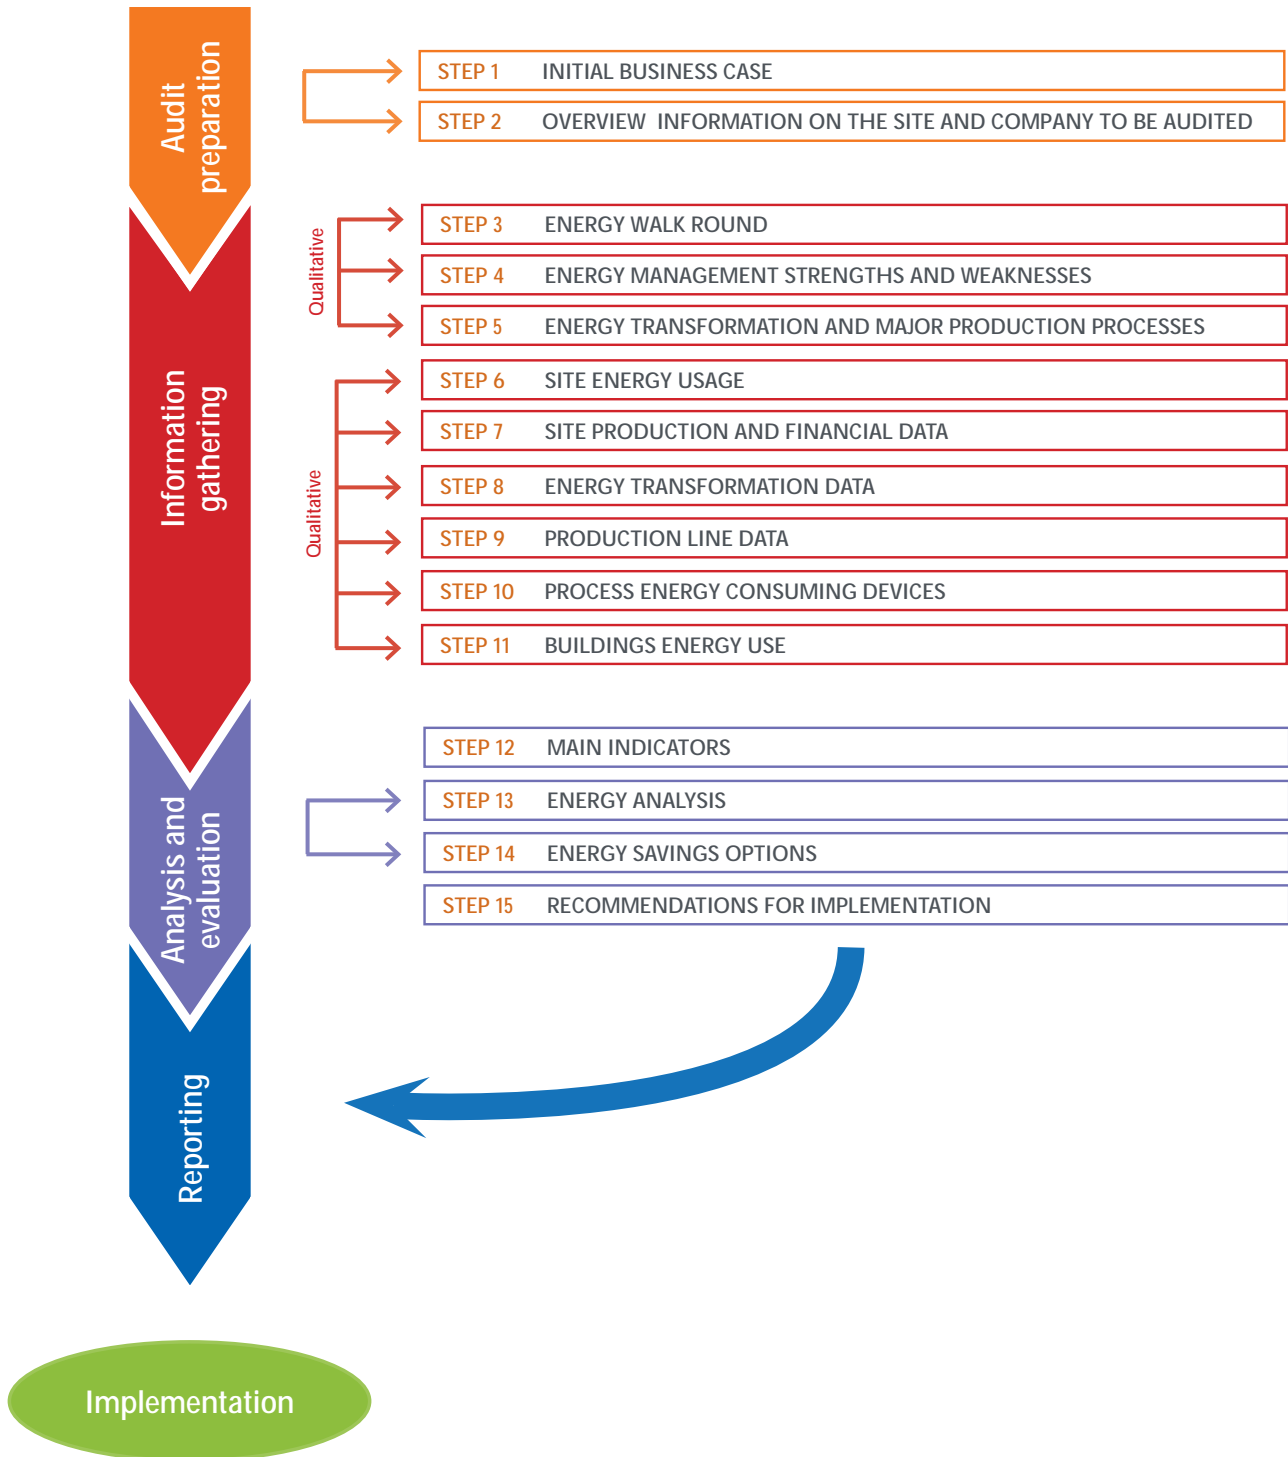 Audit
preparation
STEP 1 INITIAL BUSINESS CASE
STEP 2 OVERVIEW INFORMATION ON THE SITE AND COMPANY TO BE AUDITED
Information
gathering
Qualitative
STEP 3 ENERGY WALK ROUND
STEP 4 ENERGY MANAGEMENT STRENGTHS AND WEAKNESSES
STEP 5 ENERGY TRANSFORMATION AND MAJOR PRODUCTION PROCESSES
Qualitative
STEP 6 SITE ENERGY USAGE
STEP 7 SITE PRODUCTION AND FINANCIAL DATA
STEP 8 ENERGY TRANSFORMATION DATA
STEP 9 PRODUCTION LINE DATA
STEP 10 PROCESS ENERGY CONSUMING DEVICES
STEP 11 BUILDINGS ENERGY USE
Analysis and
evaluation
STEP 12 MAIN INDICATORS
STEP 13 ENERGY ANALYSIS
STEP 14 ENERGY SAVINGS OPTIONS
STEP 15 RECOMMENDATIONS FOR IMPLEMENTATION
Reporting
Implementation